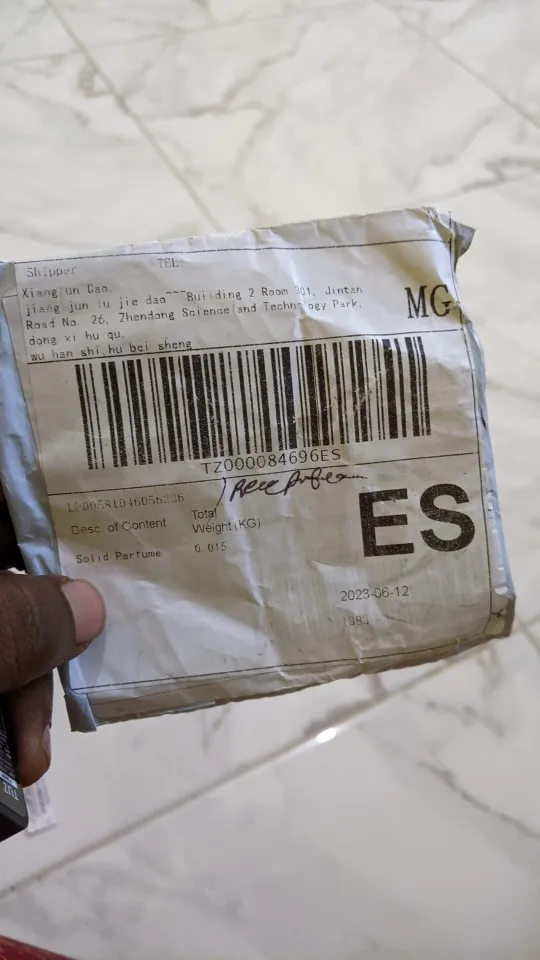 Shipper TEL:
Xiang un Gao,
jiang jun lu jie dao ~~~Building 2 Room 301, Jintan
Road No. 26, Zhendong Science and Technology Park,
dong xi hu qu,
wu han shi, hu bei sheng
MG
TZ000084696ES
Desc. of Content
Total
Weight(KG)
Solid Perfume
0.015
ES
2023-06-12